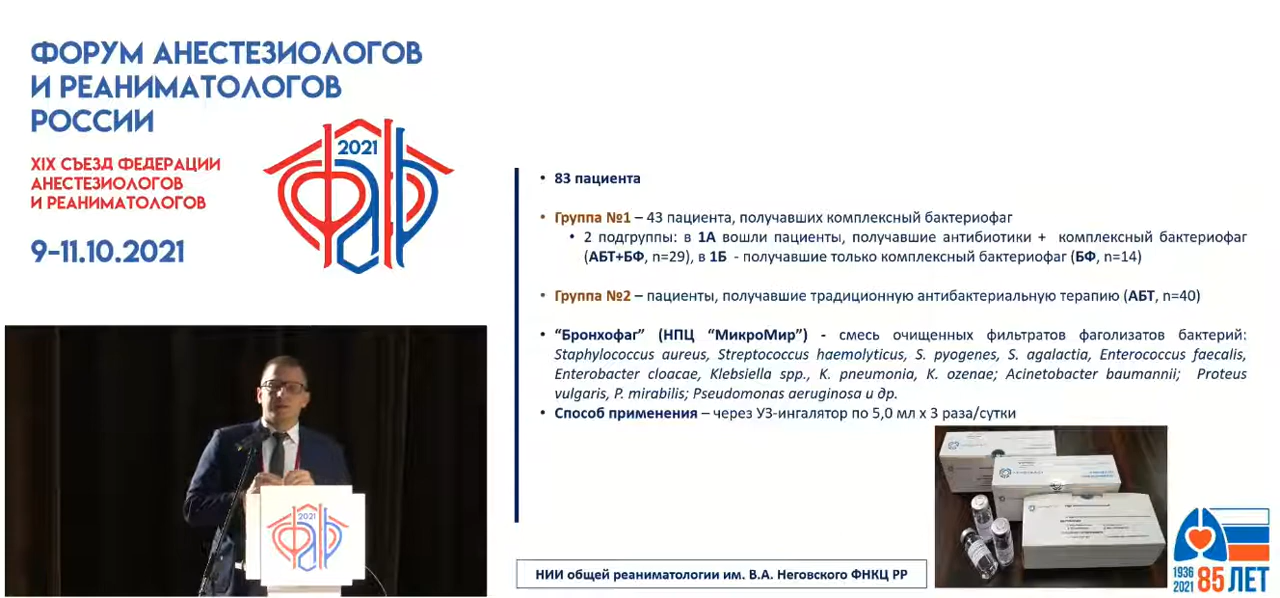 ФОРУМ АНЕСТЕЗИОЛОГОВ
И РЕАНИМАТОЛОГОВ
РОССИИ
XIX СЪЕЗД ФЕДЕРАЦИИ
АНЕСТЕЗИОЛОГОВ
И РЕАНИМАТОЛОГОВ
9-11.10.2021
2021
ФАР
• 83 пациента
• Группа №1 – 43 пациента, получавших комплексный бактериофаг
• 2 подгруппы: в 1А вошли пациенты, получавшие антибиотики + комплексный бактериофаг
(АБТ+БФ, n=29), в 1Б - получавшие только комплексный бактериофаг (БФ, n=14)
• Группа №2 – пациенты, получавшие традиционную антибактериальную терапию (АБТ, n=40)
• “Бронхофаг” (НПЦ “МикроМир”) - смесь очищенных фильтратов фаголизатов бактерий:
Staphylococcus aureus, Streptococcus haemolyticus, S. pyogenes, S. agalactia, Enterococcus faecalis,
Enterobacter cloacae, Klebsiella spp., K. pneumonia, K. ozenae; Acinetobacter baumannii; Proteus
vulgaris, P. mirabilis; Pseudomonas aeruginosa и др.
• Способ применения – через УЗ-ингалятор по 5,0 мл х 3 раза/сутки
2021
ФАР
НИИ общей реаниматологии им. В.А. Неговского ФНКЦ РР
1936
2021 85 ЛЕТ